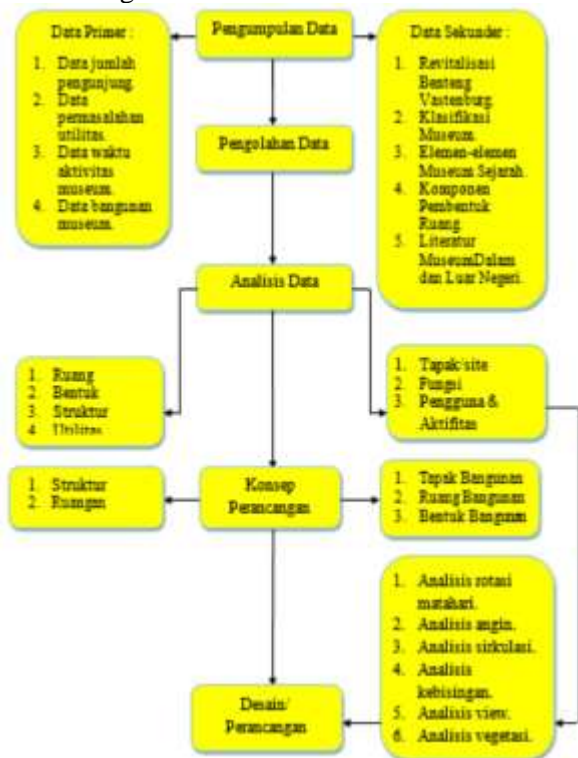 Pengumpulan Data
Data Primer :
1. Data jumlah
pengunjung.
2. Data
permasalahan
utilitas.
3. Data waktu
aktivitas
museum.
4. Data bangunan
museum.
Data Sekunder :
1. Revitalisasi
Benteng
Vastenburg.
2. Klasifikasi
Museum.
3. Elemen-elemen
Museum Sejarah.
4. Komponen
Pembentuk
Ruang
5. Literatur
MuseumDalam
dan Luar Negeri.
Pengolahan Data
Analisis Data
1. Ruang
2. Bentuk
3. Struktur
4. Utilitas
1. Tapak/site
2. Fungsi
3. Pengguna &
Aktifitas
1. Struktur
2. Ruangan
Konsep
Perancangan
1. Tapak Bangunan
2. Ruang Bangunan
3. Bentuk Bangunan
1. Analisis rotasi
matahari.
2. Analisis angin.
3. Analisis sirkulasi.
4. Analisis
kebisingan.
5. Analisis view.
6. Analisis vegetasi.
Desain/
Perancangan